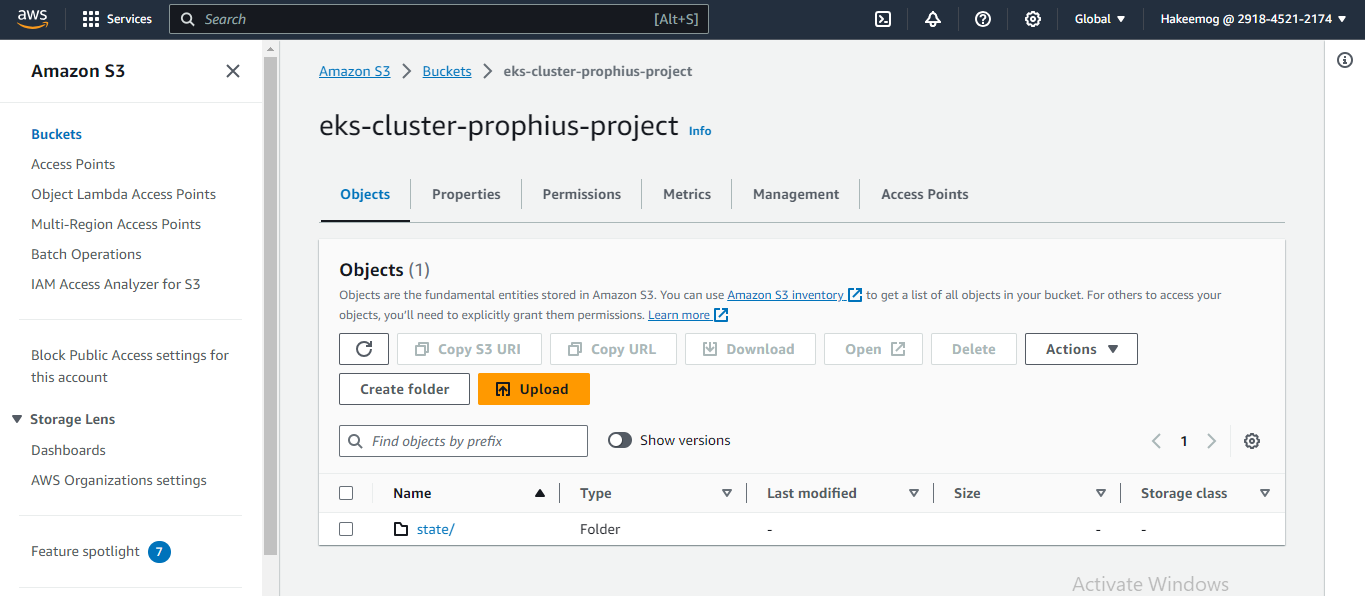 aws
Services
Search
[Alt+S]
Global
Hakeemog @ 2918-4521-2174
Amazon S3
Buckets
Access Points
Object Lambda Access Points
Multi-Region Access Points
Batch Operations
IAM Access Analyzer for S3
Block Public Access settings for
this account
Storage Lens
Dashboards
AWS Organizations settings
Feature spotlight 7
Amazon S3 > Buckets > eks-cluster-prophius-project
eks-cluster-prophius-project Info
Objects
Properties
Permissions
Metrics
Management
Access Points
Objects (1)
Objects are the fundamental entities stored in Amazon S3. You can use Amazon S3 inventory to get a list of all objects in your bucket. For others to access your
objects, you'll need to explicitly grant them permissions. Learn more
Copy S3 URI
Copy URL
Download
Open
Delete
Actions
Create folder
Upload
Find objects by prefix
Show versions
1
Name Type Last modified Size Storage class
state/ Folder - - -
Activate Windows